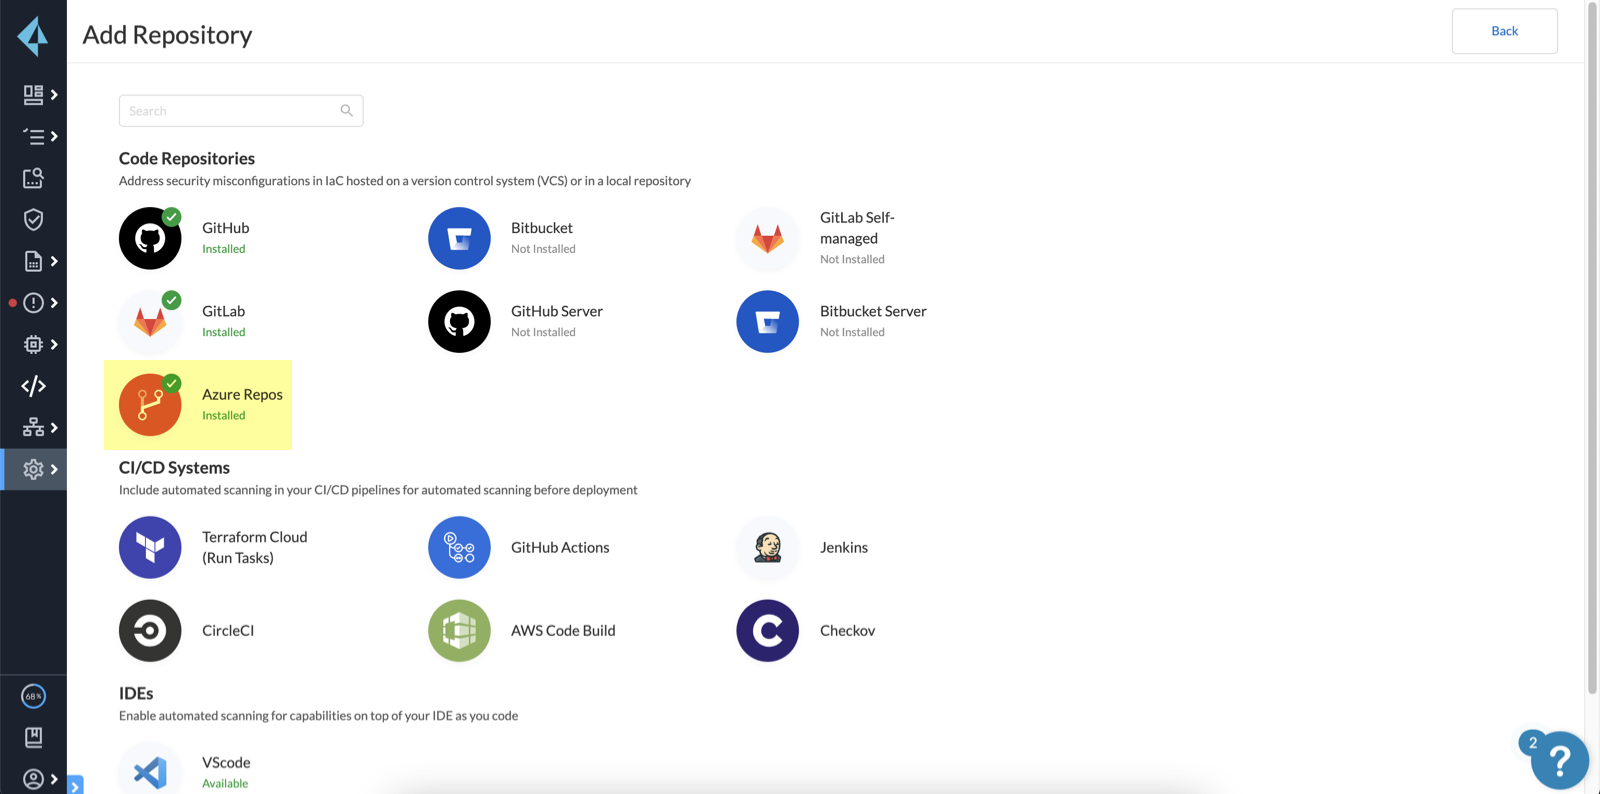 Add Repository
Back
Search
Code Repositories
Address security misconfigurations in IaC hosted on a version control system (VCS) or in a local repository
GitHub
Installed
Bitbucket
Not Installed
GitLab Self-
managed
Not Installed
GitLab
Installed
GitHub Server
Not Installed
Bitbucket Server
Not Installed
Azure Repos
Installed
CI/CD Systems
Include automated scanning in your CI/CD pipelines for automated scanning before deployment
Terraform Cloud
(Run Tasks)
GitHub Actions
Jenkins
CircleCI
AWS Code Build
Checkov
IDEs
Enable automated scanning for capabilities on top of your IDE as you code
VScode
Available
68%
2
?